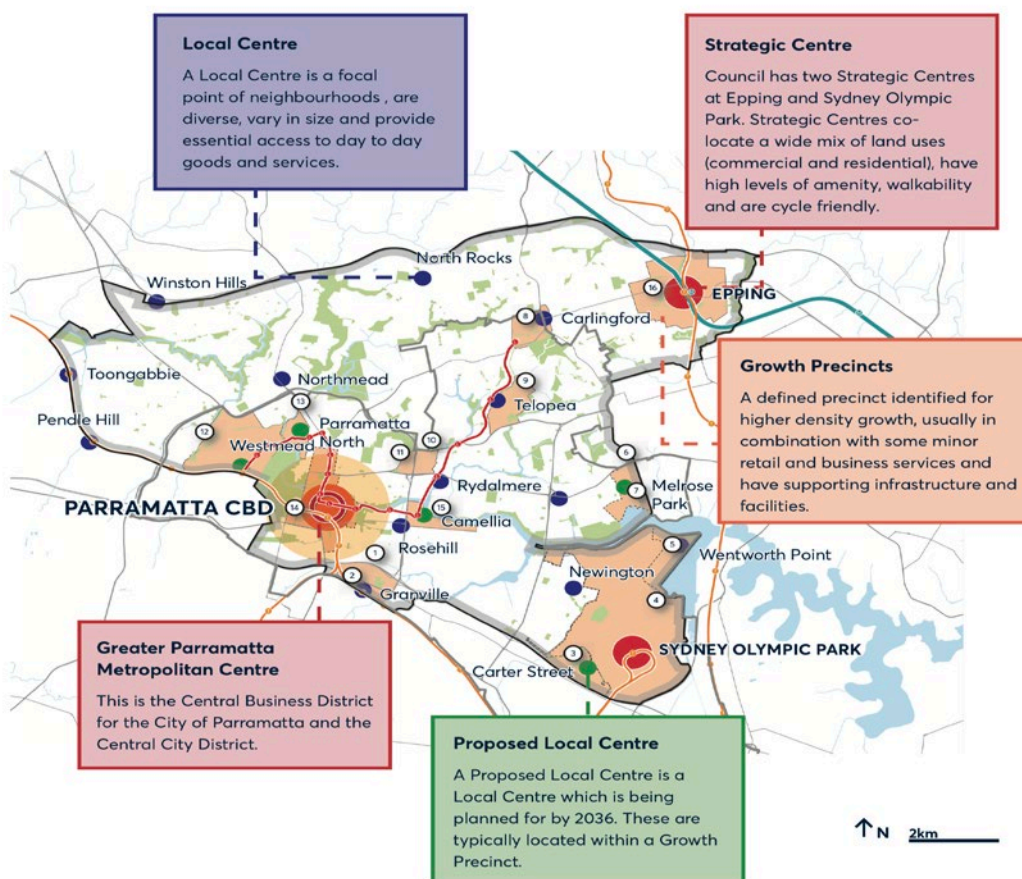 Local Centre
A Local Centre is a focal
point of neighbourhoods , are
diverse, vary in size and provide
essential access to day to day
goods and services.
Strategic Centre
Council has two Strategic Centres
at Epping and Sydney Olympic
Park. Strategic Centres co-
locate a wide mix of land uses
(commercial and residential), have
high levels of amenity, walkability
and are cycle friendly.
North Rocks
Winston Hills
16
EPPING
8
Carlingford
Toongabbie
Northmead
9
Telopea
13
Pendle Hill
12
Parramatta
North
Westmead
10
11
6
Rydalmere
7
Melrose
Park
PARRAMATTA CBD
14
15
Camellia
1
Rosehill
5
Wentworth Point
2
Granville
Newington
4
3
Carter Street
SYDNEY OLYMPIC PARK
Growth Precincts
A defined precinct identified for
higher density growth, usually in
combination with some minor
retail and business services and
have supporting infrastructure and
facilities.
Greater Parramatta
Metropolitan Centre
This is the Central Business District
for the City of Parramatta and the
Central City District.
Proposed Local Centre
A Proposed Local Centre is a
Local Centre which is being
planned for by 2036. These are
typically located within a Growth
Precinct.
N
2km